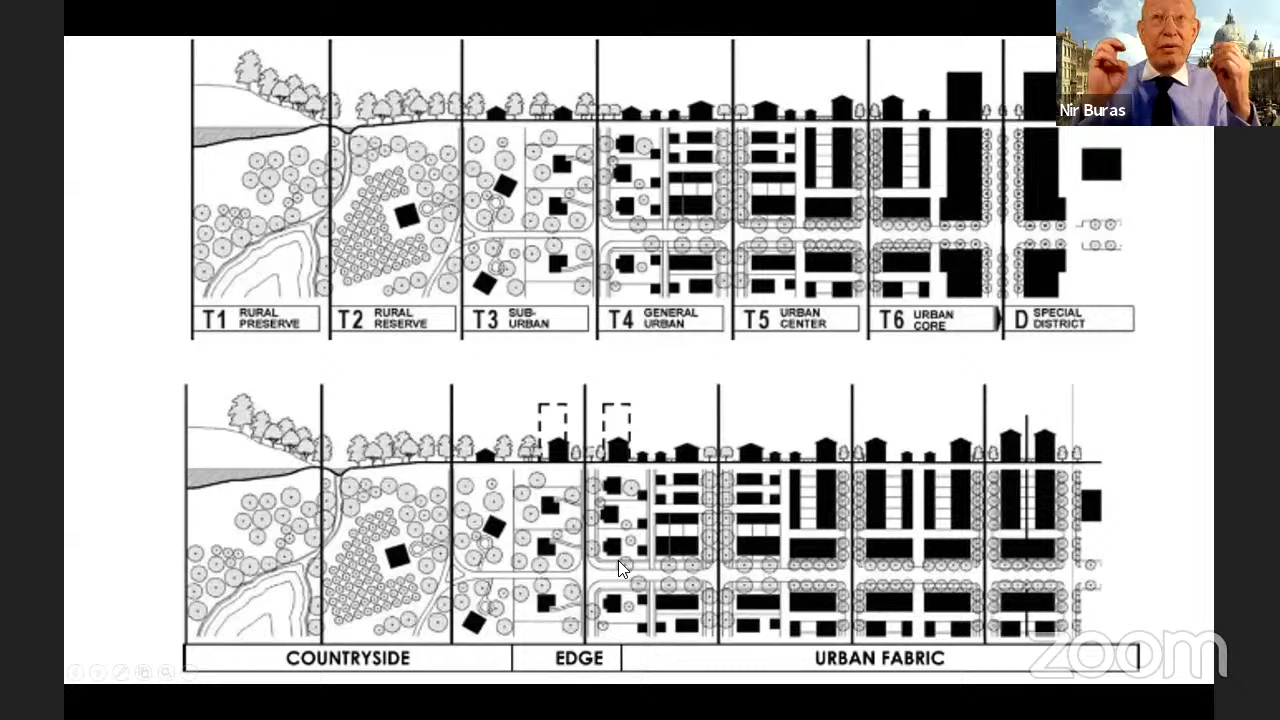 Nir Buras
T1 RURAL
PRESERVE
T2 RURAL
RESERVE
T3 SUB-
URBAN
T4 GENERAL
URBAN
T5 URBAN
CENTER
T6 URBAN
CORE
D SPECIAL
DISTRICT
COUNTRYSIDE
EDGE
URBAN FABRIC
zoom